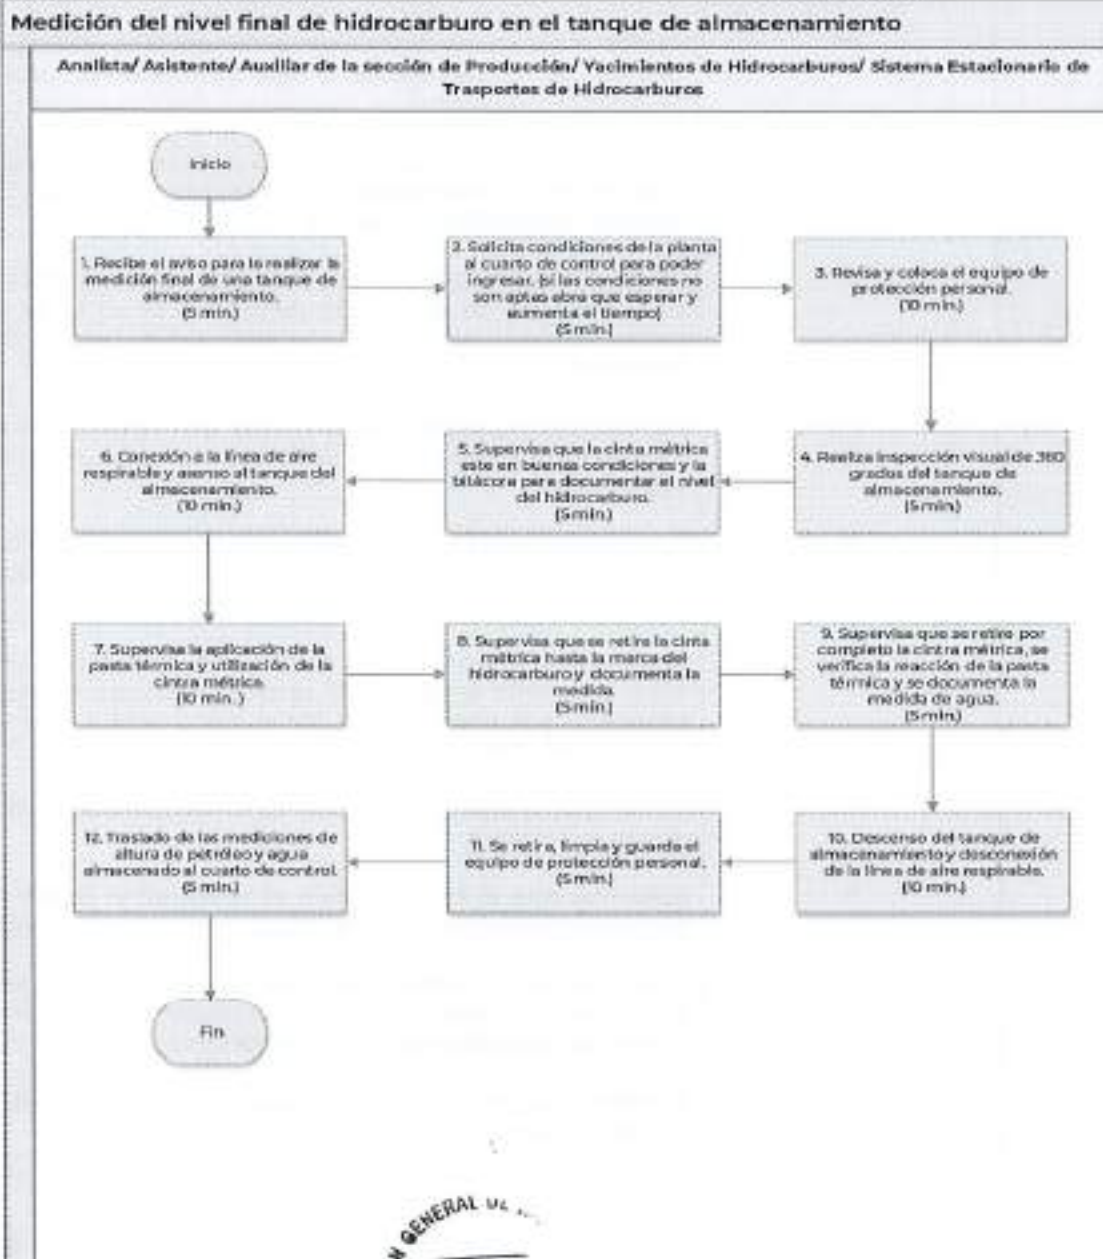 Medición del nivel final de hidrocarburo en el tanque de almacenamiento
Analista/ Asistente/ Auxiliar de la sección de Producción/ Yacimientos de Hidrocarburos/ Sistema Estacionario de
Trasportes de Hidrocarburos
Inicio
1. Recibe el aviso para la realizar la
medición final de una tanque de
almacenamiento.
(5 min.)
2. Solicita condiciones de la planta
al cuarto de control para poder
ingresar. (si las condiciones no
son aptas abra que esperar y
aumenta el tiempo)
(5 min.)
3. Revisa y coloca el equipo de
protección personal.
(10 min.)
4. Realiza inspección visual de 360
grados del tanque de
almacenamiento.
(5 min.)
5. Supervisa que la cinta métrica
este en buenas condiciones y la
bitácora para documentar el nivel
del hidrocarburo.
(5 min.)
6. Conexión a la línea de aire
respirable y asenso al tanque del
almacenamiento.
(10 min.)
7. Supervisa la aplicación de la
pasta térmica y utilización de la
cintra métrica.
(10 min.)
8. Supervisa que se retire la cinta
métrica hasta la marca del
hidrocarburo y documenta la
medida.
(5 min.)
9. Supervisa que se retire por
completo la cintra métrica, se
verifica la reacción de la pasta
térmica y se documenta la
medida de agua.
(5 min.)
10. Descenso del tanque de
almacenamiento y desconexión
de la línea de aire respirable.
(10 min.)
11. Se retira, limpia y guarda el
equipo de protección personal.
(5 min.)
12. Traslado de las mediciones de
altura de petróleo y agua
almacenado al cuarto de control.
(5 min.)
Fin
GENERAL